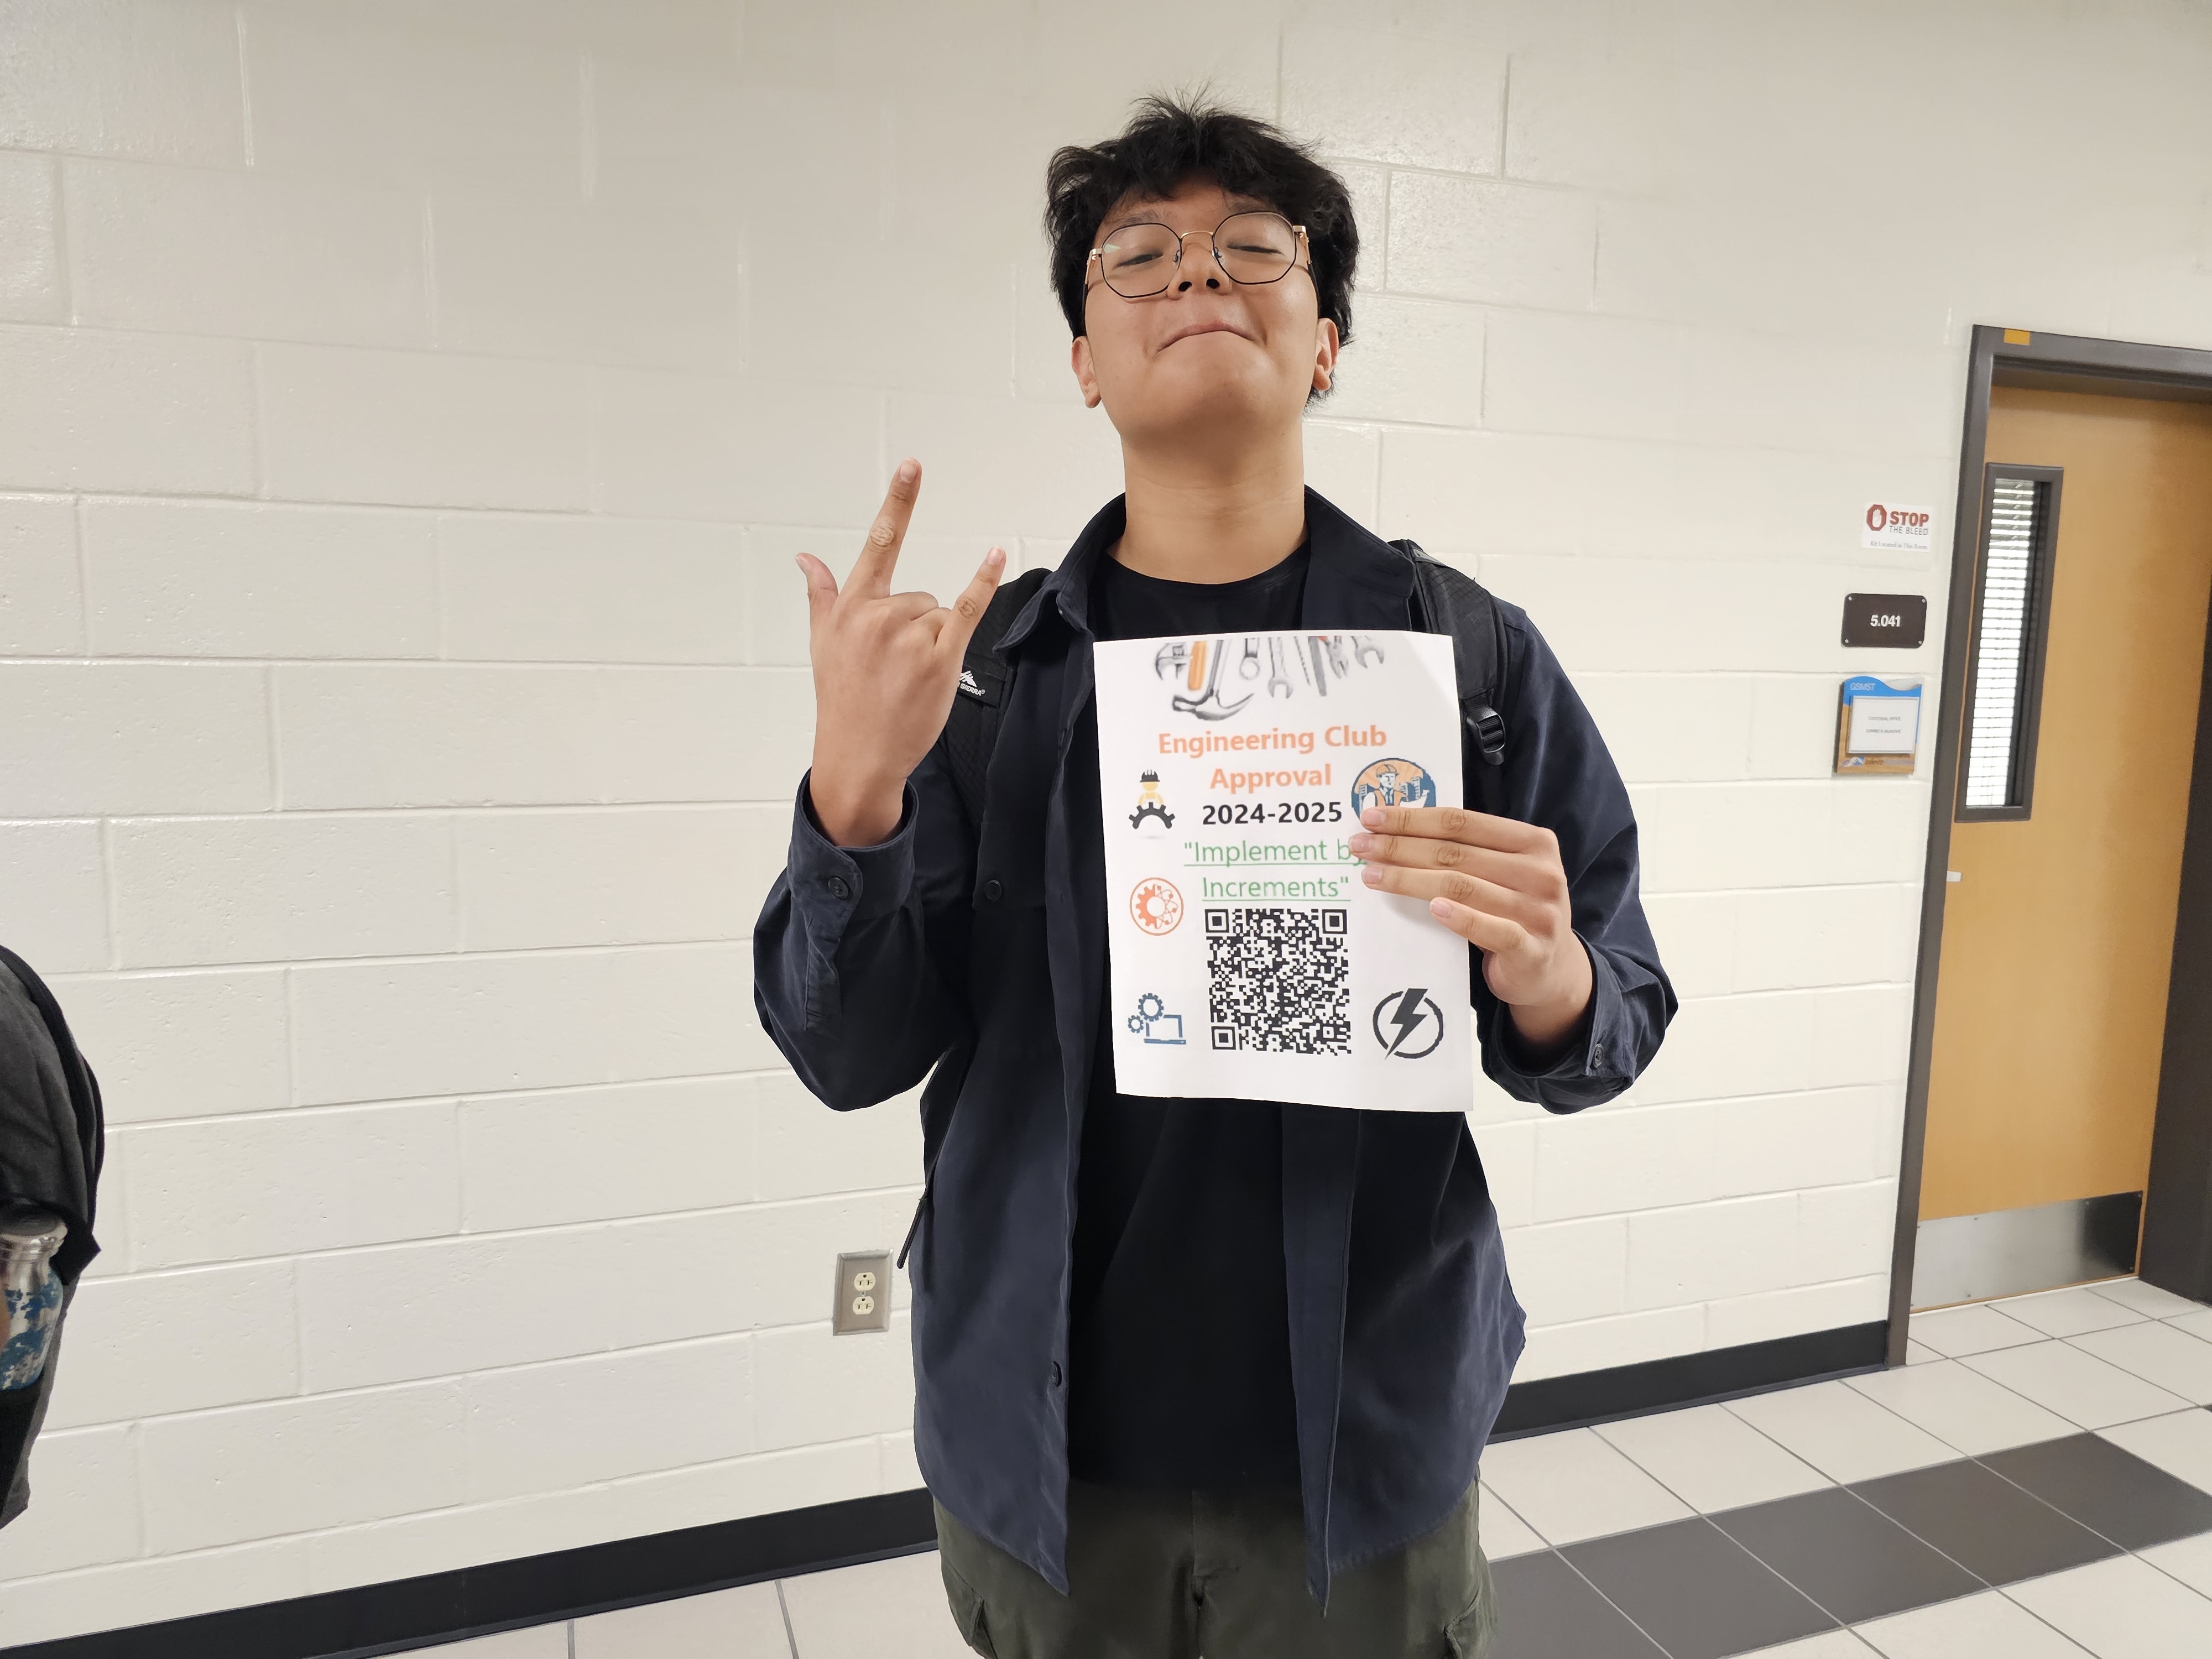 Engineering Club
Approval
2024-2025
"Implement by
Increments"
STOP
THE BLEED
Kit Located in This Room
5.041
GSMST
SIERRA